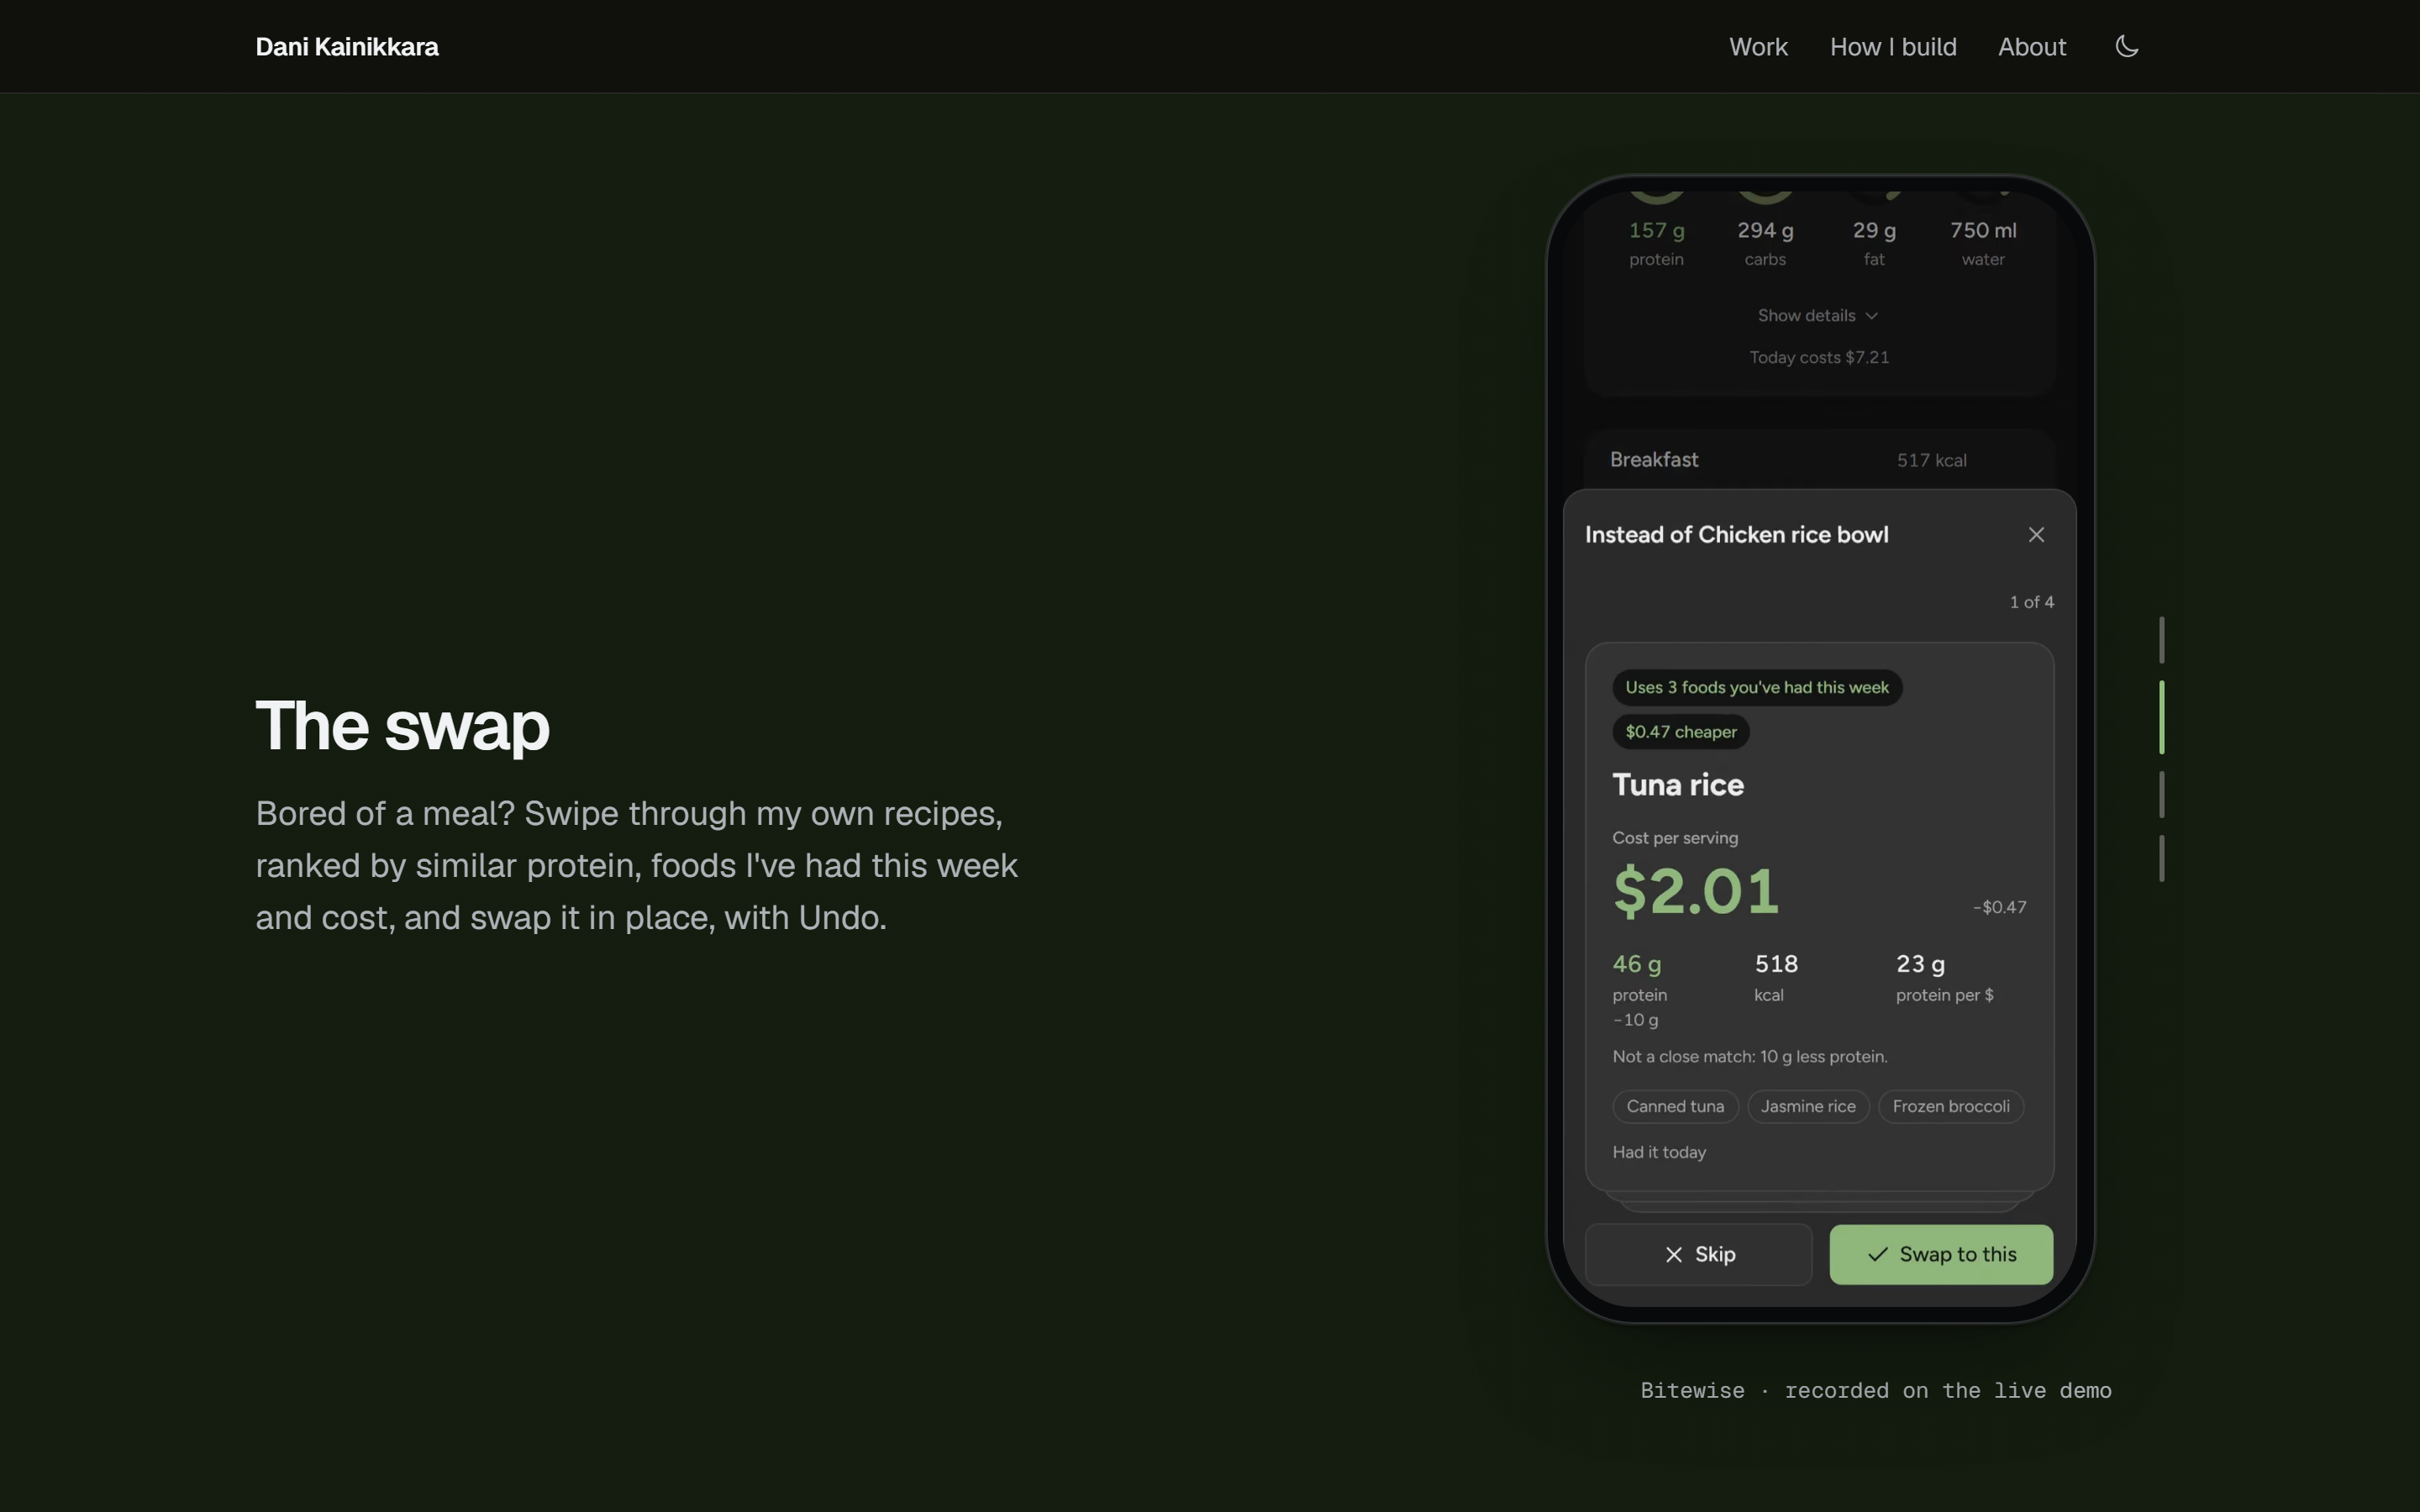 Dani Kainikkara
Work
How I build
About
The swap
Bored of a meal? Swipe through my own recipes,
ranked by similar protein, foods I've had this week
and cost, and swap it in place, with Undo.
157 g
294 g
29 g
750 ml
protein
carbs
fat
water
Show details
Today costs $7.21
Breakfast
517 kcal
Instead of Chicken rice bowl
1 of 4
Uses 3 foods you've had this week
$0.47 cheaper
Tuna rice
Cost per serving
$2.01
−$0.47
46 g
518
23 g
protein
kcal
protein per $
−10 g
Not a close match: 10 g less protein.
Canned tuna
Jasmine rice
Frozen broccoli
Had it today
Skip
Swap to this
Bitewise · recorded on the live demo